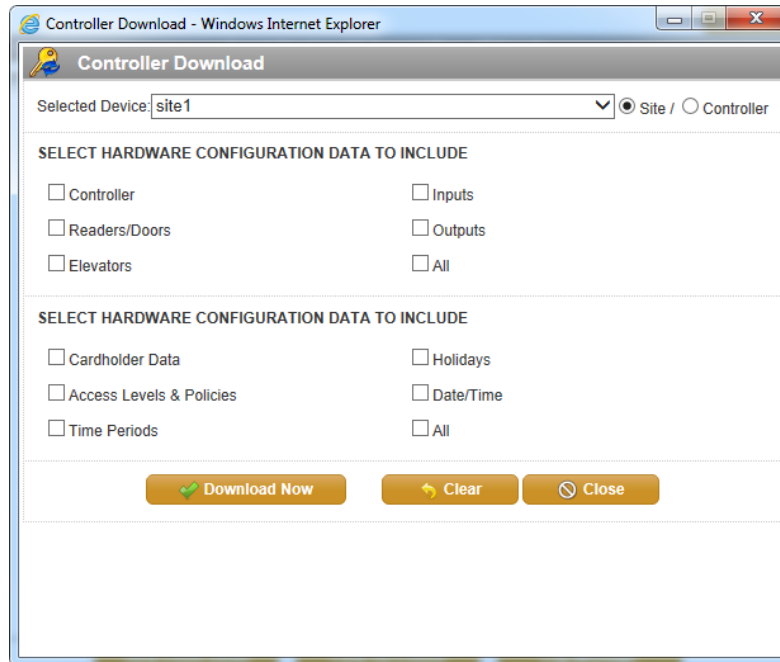 Controller Download - Windows Internet Explorer
Controller Download
Selected Device: site1 Site / Controller
SELECT HARDWARE CONFIGURATION DATA TO INCLUDE
Controller Inputs
Readers/Doors Outputs
Elevators All
SELECT HARDWARE CONFIGURATION DATA TO INCLUDE
Cardholder Data Holidays
Access Levels & Policies Date/Time
Time Periods All
Download Now Clear Close